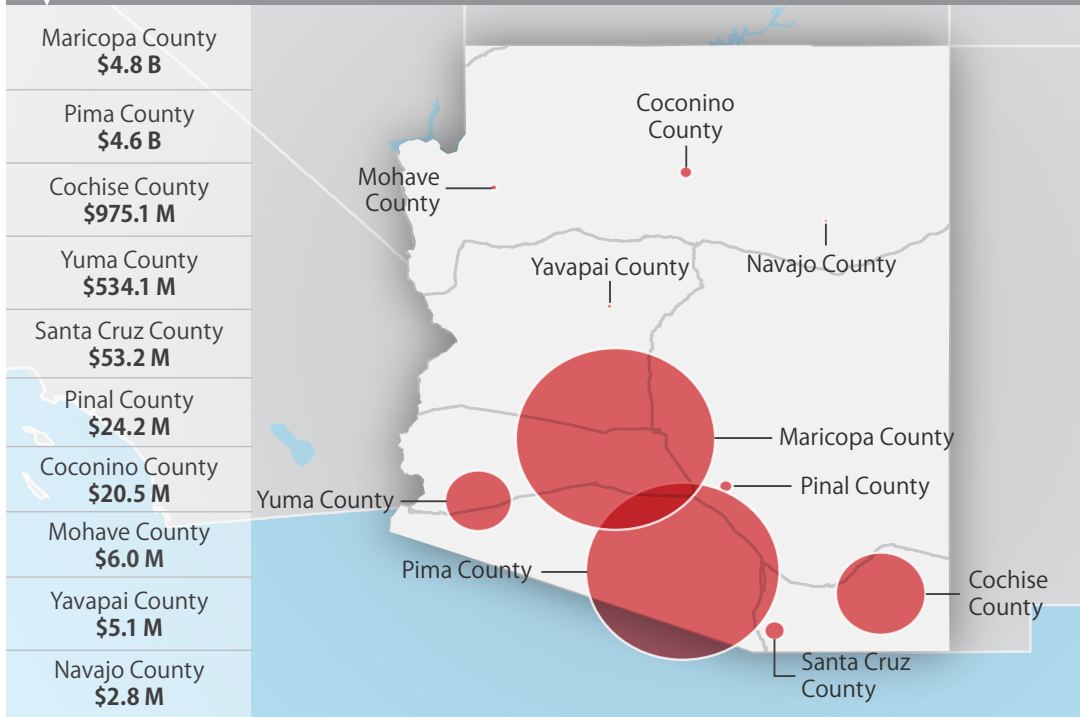 Maricopa County
$4.8 B
Pima County
$4.6 B
Cochise County
$975.1 M
Yuma County
$534.1 M
Santa Cruz County
$53.2 M
Pinal County
$24.2 M
Coconino County
$20.5 M
Mohave County
$6.0 M
Yavapai County
$5.1 M
Navajo County
$2.8 M
Coconino
County
Mohave
County
Yavapai County
Navajo County
Maricopa County
Pinal County
Yuma County
Pima County
Cochise
County
Santa Cruz
County